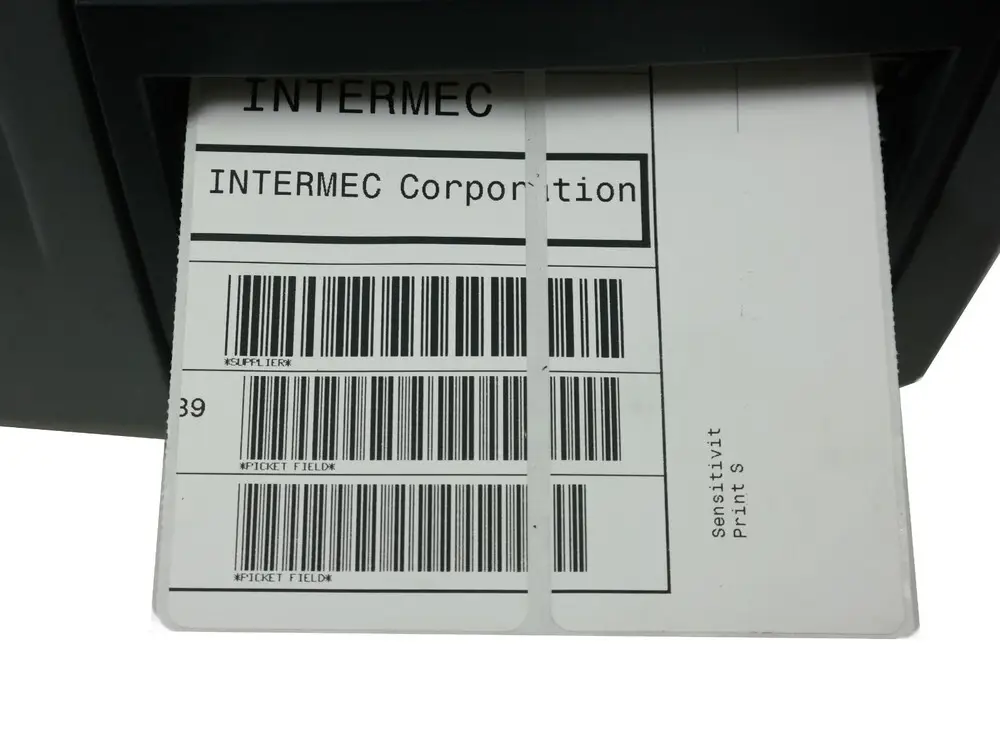 INTERMEC
INTERMEC Corporation
*SUPPLIER*
39
*PICKET FIELD*
*PICKET FIELD*
Sensitivit
Print S